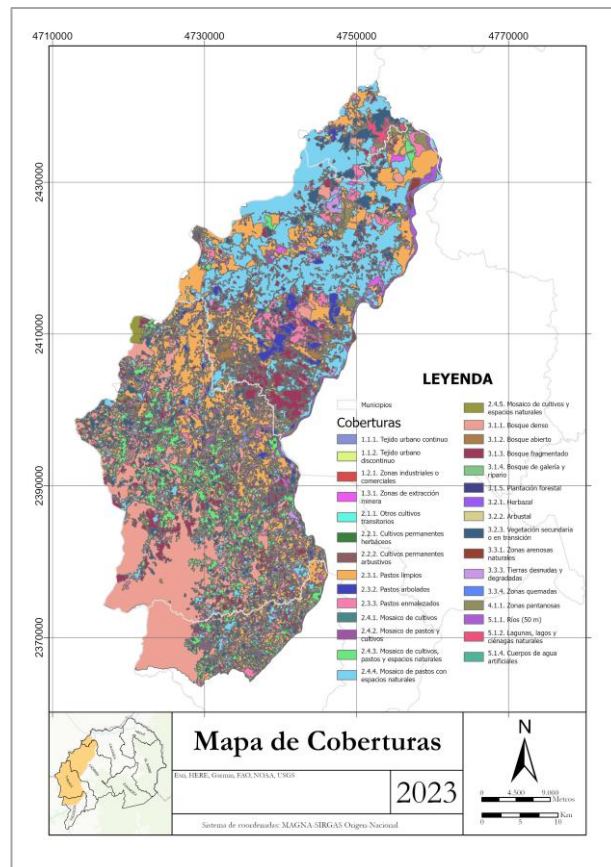 4710000 4730000 4750000 4770000
2430000
2410000
2390000
2370000
LEYENDA
Municipios
Coberturas
1.1.1. Tejido urbano continuo
1.1.2. Tejido urbano
discontinuo
1.2.1. Zonas industriales o
comerciales
1.3.1. Zonas de extracción
minera
2.1.1. Otros cultivos
transitorios
2.2.1. Cultivos permanentes
herbáceos
2.2.2. Cultivos permanentes
arbustivos
2.3.1. Pastos limpios
2.3.2. Pastos arbolados
2.3.3. Pastos enmalezados
2.4.1. Mosaico de cultivos
2.4.2. Mosaico de pastos y
cultivos
2.4.3. Mosaico de cultivos,
pastos y espacios naturales
2.4.4. Mosaico de pastos con
espacios naturales
2.4.5. Mosaico de cultivos y
espacios naturales
3.1.1. Bosque denso
3.1.2. Bosque abierto
3.1.3. Bosque fragmentado
3.1.4. Bosque de galería y
ripario
3.1.5. Plantación forestal
3.2.1. Herbazal
3.2.2. Arbustal
3.2.3. Vegetación secundaria
o en transición
3.3.1. Zonas arenosas
naturales
3.3.3. Tierras desnudas y
degradadas
3.3.4. Zonas quemadas
4.1.1. Zonas pantanosas
5.1.1. Ríos (50 m)
5.1.2. Lagunas, lagos y
ciénagas naturales
5.1.4. Cuerpos de agua
artificiales
Mapa de Coberturas
Esri, HERE, Garmin, FAO, NOAA, USGS
2023
Sistema de coordenadas: MAGNA-SIRGAS Origen Nacional
N
0 4.500 9.000
Metros
0 5 10
Km